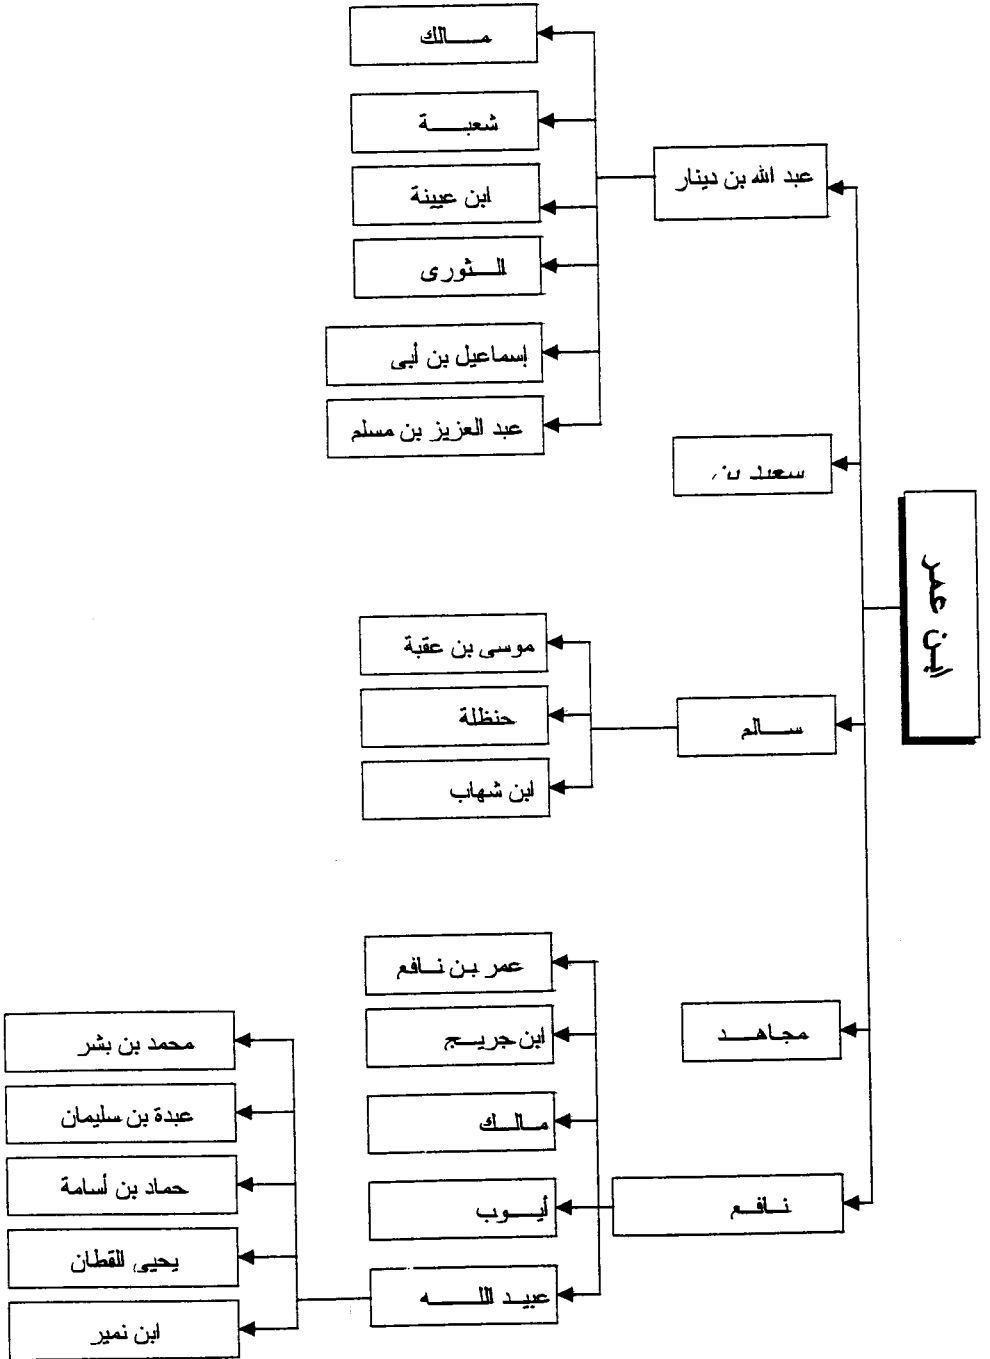 ابن عمر
عبد الله بن دينار
مالك
شعبة
ابن عيينة
الثورى
إسماعيل بن أبى
عبد العزيز بن مسلم
سعيد بن
سالم
موسى بن عقبة
حنظلة
ابن شهاب
مجاهد
نافع
عمر بن نافع
ابن جريج
مالك
أيوب
عبيد الله
محمد بن بشر
عبدة بن سليمان
حماد بن أسامة
يحيى القطان
ابن نمير